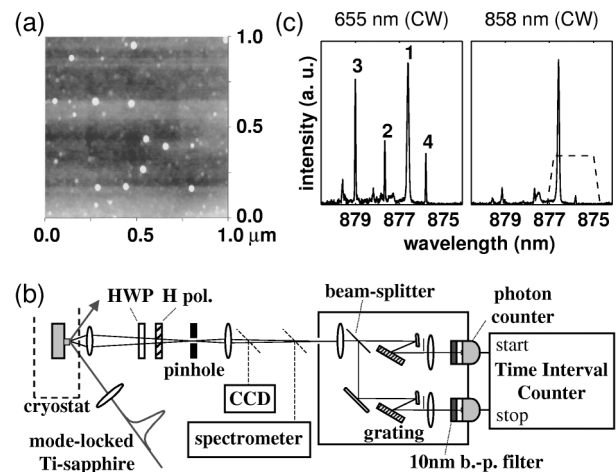 (a)
1.0
0.5
0.0
0.0 0.5 1.0 μm
(c) 655 nm (CW) 858 nm (CW)
intensity (a. u.)
3
1
2
4
879 877 875 879 877 875
wavelength (nm)
(b)
HWP H pol.
beam-splitter
photon
counter
pinhole
start
Time Interval
Counter
stop
cryostat
CCD
spectrometer
grating
mode-locked
Ti-sapphire
10nm b.-p. filter